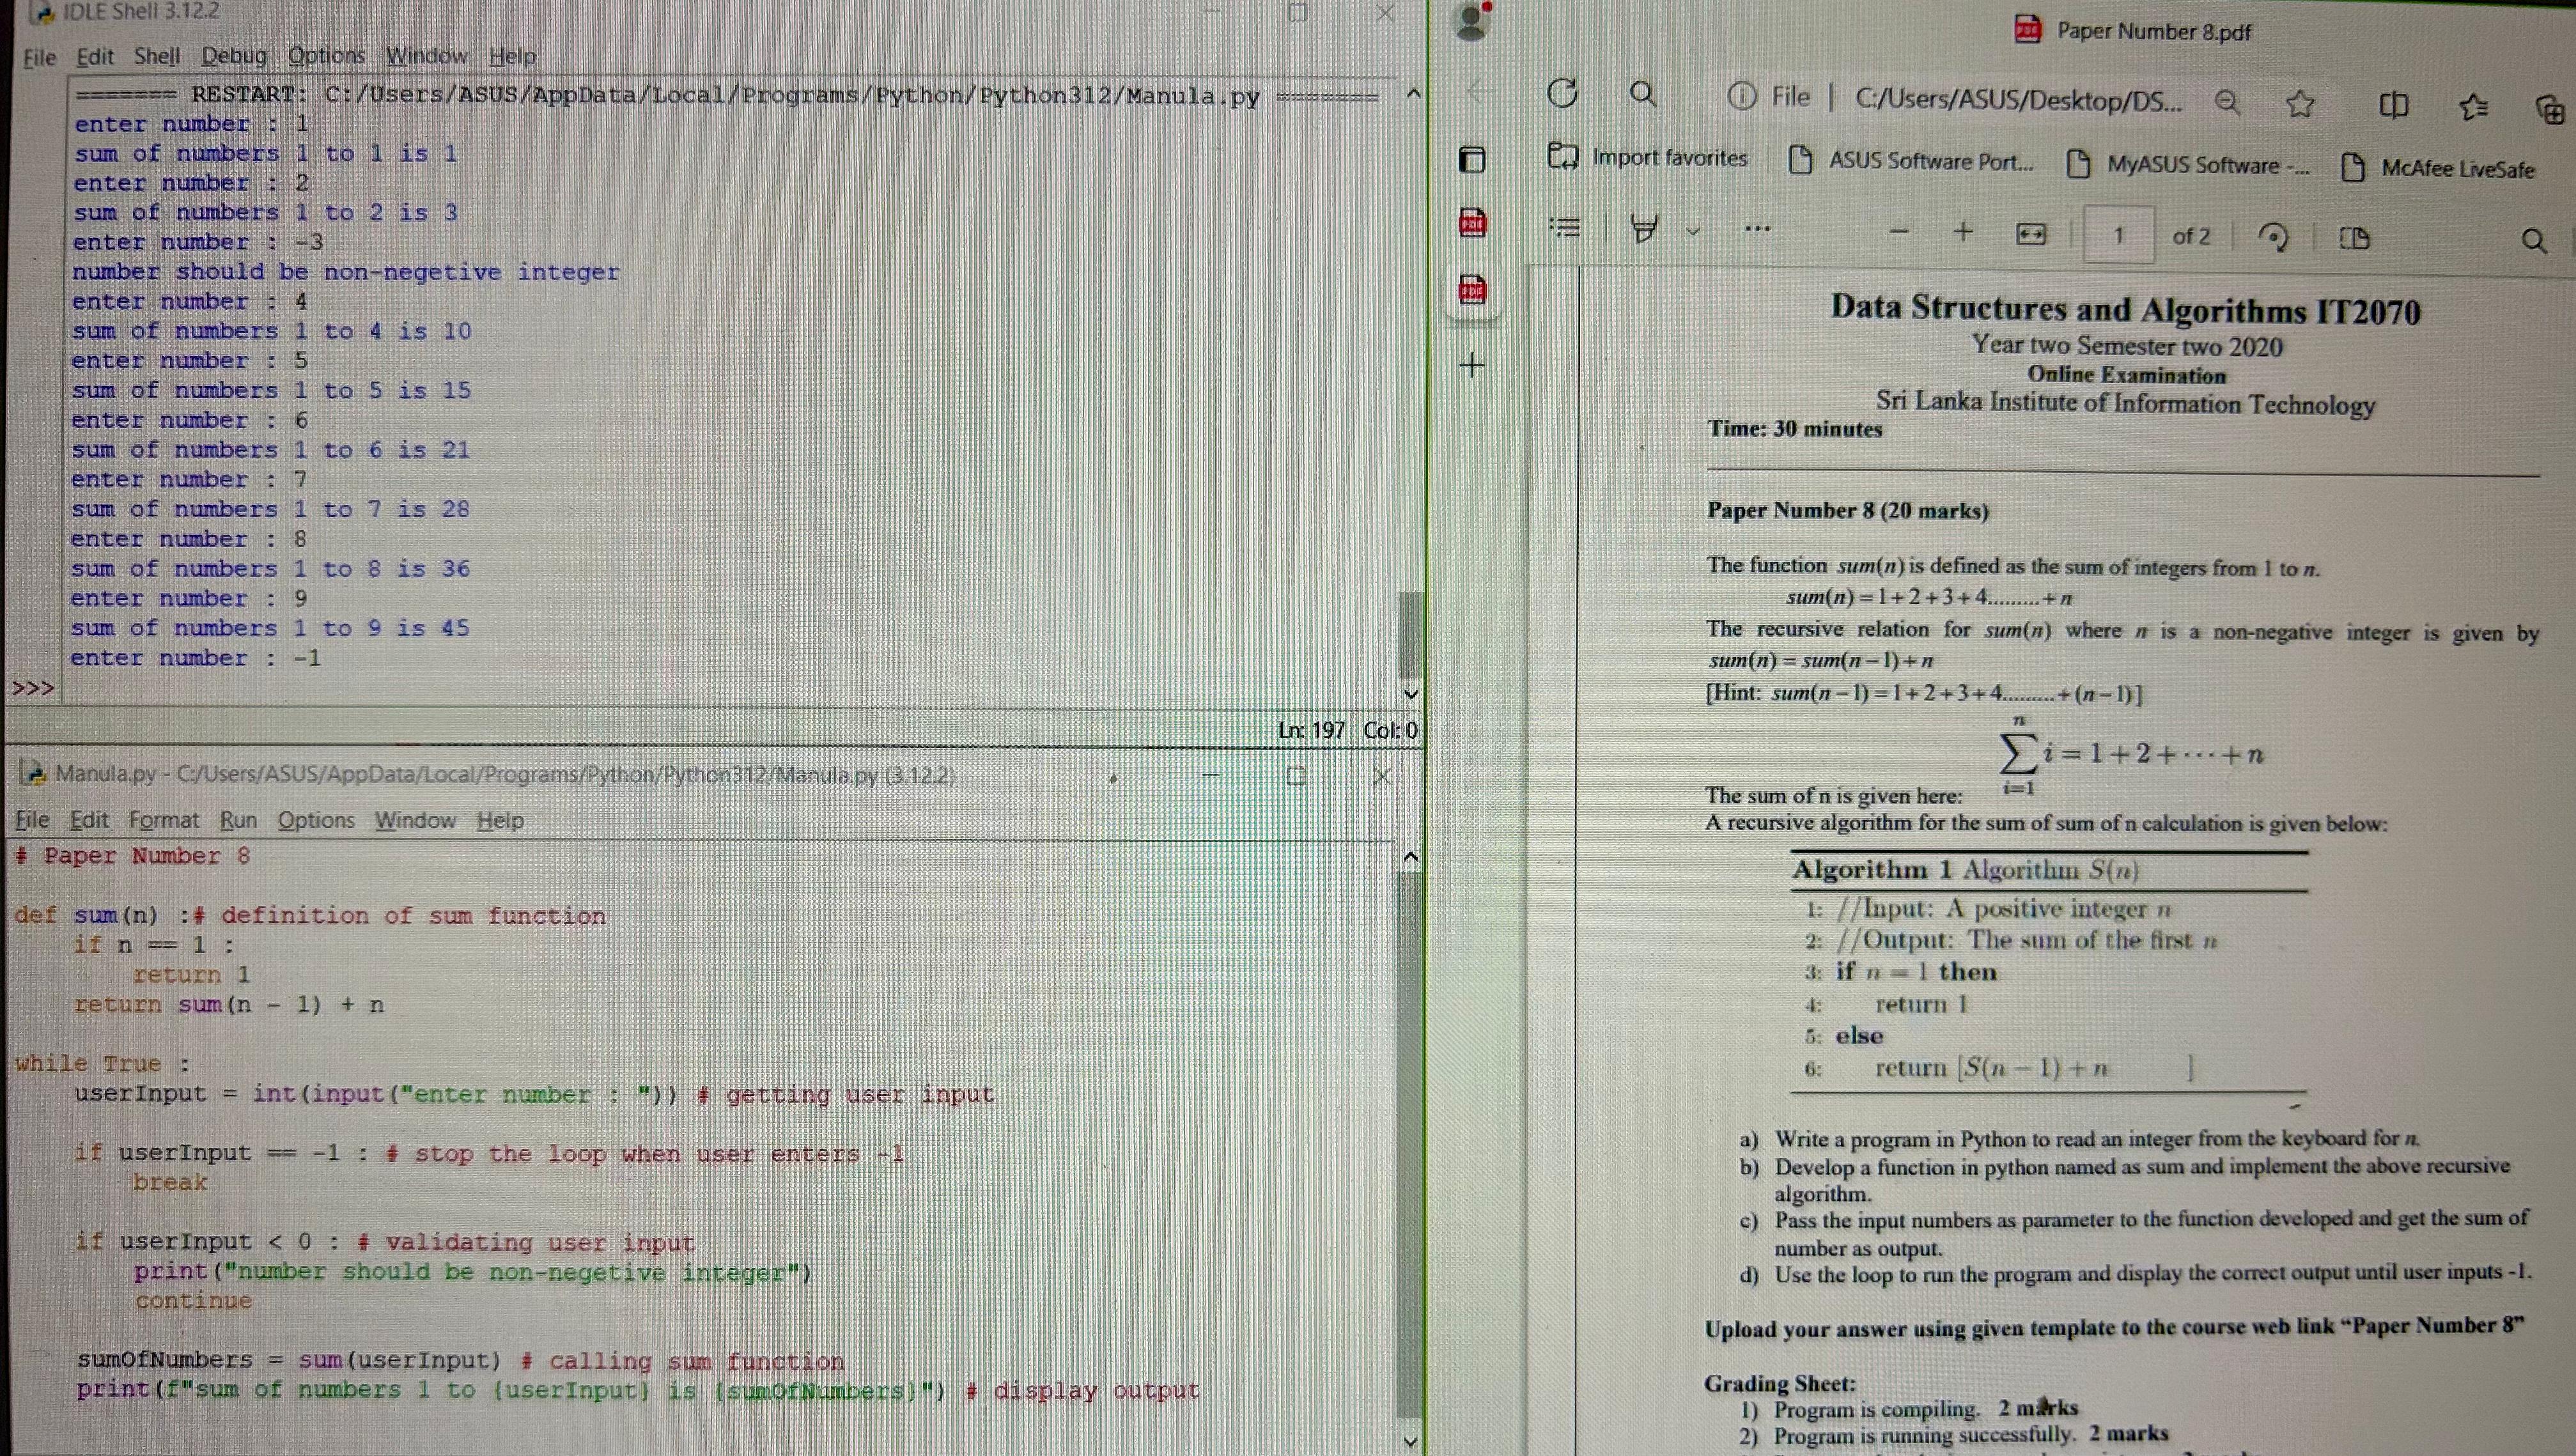 IDLE Shell 3.12.2
File Edit Shell Debug Options Window Help
======= RESTART: C:/Users/ASUS/AppData/Local/Programs/Python/Python312/Manula.py =======
enter number : 1
sum of numbers 1 to 1 is 1
enter number : 2
sum of numbers 1 to 2 is 3
enter number : -3
number should be non-negetive integer
enter number : 4
sum of numbers 1 to 4 is 10
enter number : 5
sum of numbers 1 to 5 is 15
enter number : 6
sum of numbers 1 to 6 is 21
enter number : 7
sum of numbers 1 to 7 is 28
enter number : 8
sum of numbers 1 to 8 is 36
enter number : 9
sum of numbers 1 to 9 is 45
enter number : -1
>>>
Ln: 197 Col: 0
Manula.py - C:/Users/ASUS/AppData/Local/Programs/Python/Python312/Manula.py (3.12.2)
File Edit Format Run Options Window Help
# Paper Number 8
def sum(n) :# definition of sum function
if n == 1 :
return 1
return sum(n - 1) + n
while True :
userInput = int(input("enter number : ")) # getting user input
if userInput == -1 : # stop the loop when user enters -1
break
if userInput < 0 : # validating user input
print("number should be non-negetive integer")
continue
sumOfNumbers = sum(userInput) # calling sum function
print(f"sum of numbers 1 to {userInput} is {sumOfNumbers}") # display output
Paper Number 8.pdf
File | C:/Users/ASUS/Desktop/DS...
Import favorites ASUS Software Port... MyASUS Software -... McAfee LiveSafe
1 of 2
Data Structures and Algorithms IT2070
Year two Semester two 2020
Online Examination
Sri Lanka Institute of Information Technology
Time: 30 minutes
Paper Number 8 (20 marks)
The function sum(n) is defined as the sum of integers from 1 to n.
sum(n) = 1+2+3+4.........+n
The recursive relation for sum(n) where n is a non-negative integer is given by
sum(n) = sum(n-1)+n
[Hint: sum(n-1)=1+2+3+4.........+(n-1)]
n
∑ i = 1 + 2 + ··· + n
i=1
The sum of n is given here:
A recursive algorithm for the sum of sum of n calculation is given below:
Algorithm 1 Algorithm S(n)
1: //Input: A positive integer n
2: //Output: The sum of the first n
3: if n = 1 then
4: return 1
5: else
6: return [S(n − 1) + n ]
a) Write a program in Python to read an integer from the keyboard for n.
b) Develop a function in python named as sum and implement the above recursive
algorithm.
c) Pass the input numbers as parameter to the function developed and get the sum of
number as output.
d) Use the loop to run the program and display the correct output until user inputs -1.
Upload your answer using given template to the course web link “Paper Number 8”
Grading Sheet:
1) Program is compiling. 2 marks
2) Program is running successfully. 2 marks